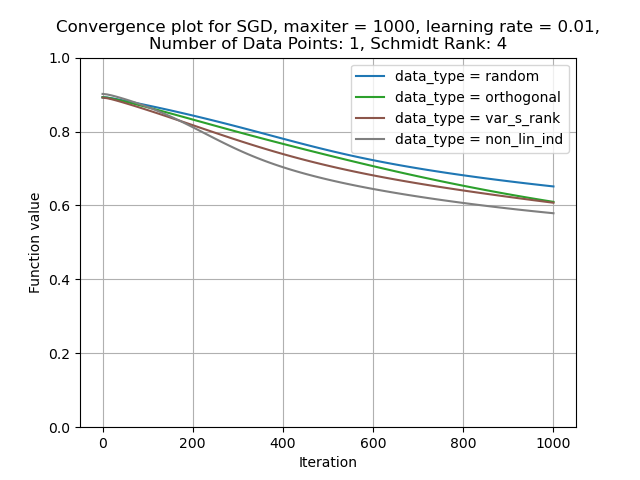 Convergence plot for SGD, maxiter = 1000, learning rate = 0.01,
Number of Data Points: 1, Schmidt Rank: 4
data_type = random
data_type = orthogonal
data_type = var_s_rank
data_type = non_lin_ind
Function value
1.0
0.8
0.6
0.4
0.2
0.0
0 200 400 600 800 1000
Iteration